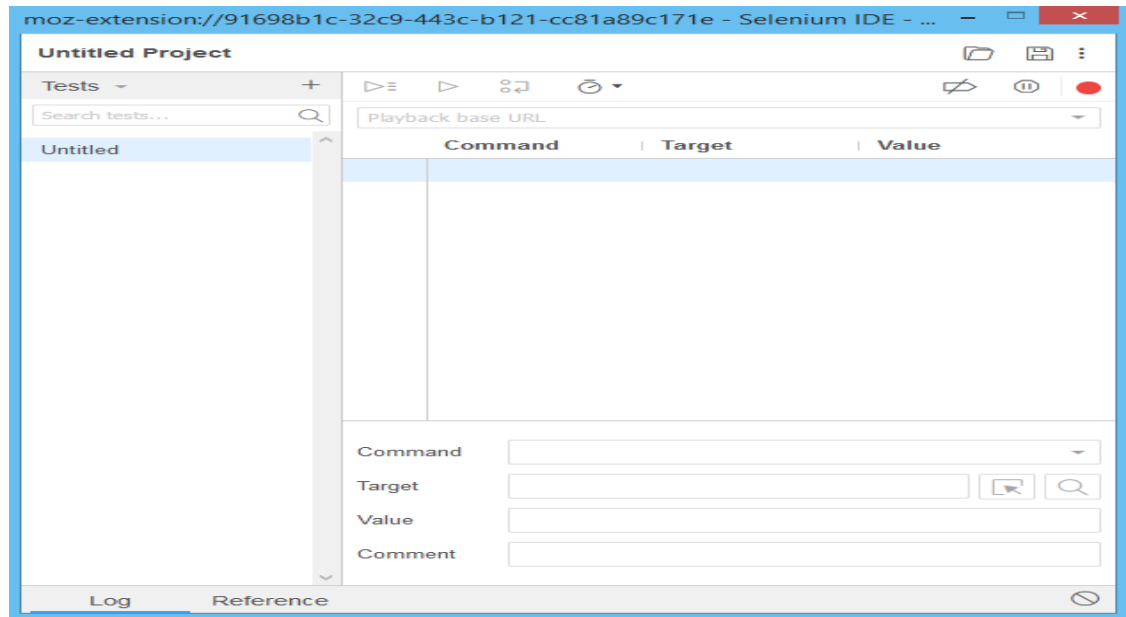 moz-extension://91698b1c-32c9-443c-b121-cc81a89c171e - Selenium IDE - ...
Untitled Project
Tests
Search tests...
Untitled
Playback base URL
Command Target Value
Command
Target
Value
Comment
Log Reference